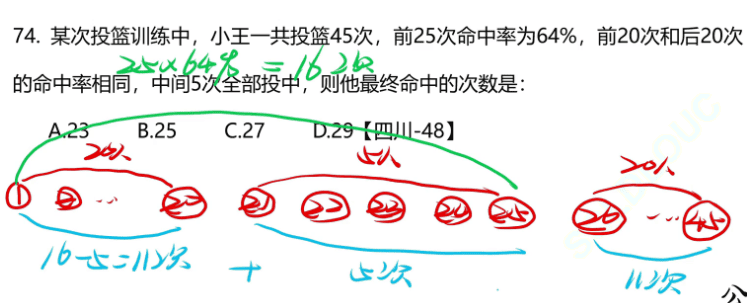 74. 某次投篮训练中，小王一共投篮45次，前25次命中率为64%，前20次和后20次
25×64% = 16次
的命中率相同，中间5次全部投中，则他最终命中的次数是：
A.23 B.25 C.27 D.29【四川-48】
20次 5次 20次
① ② ... ⑳ ㉑ ㉒ ㉓ ㉔ ㉕ ㉖ ... ㊺
16-5=11次 + 5次 11次